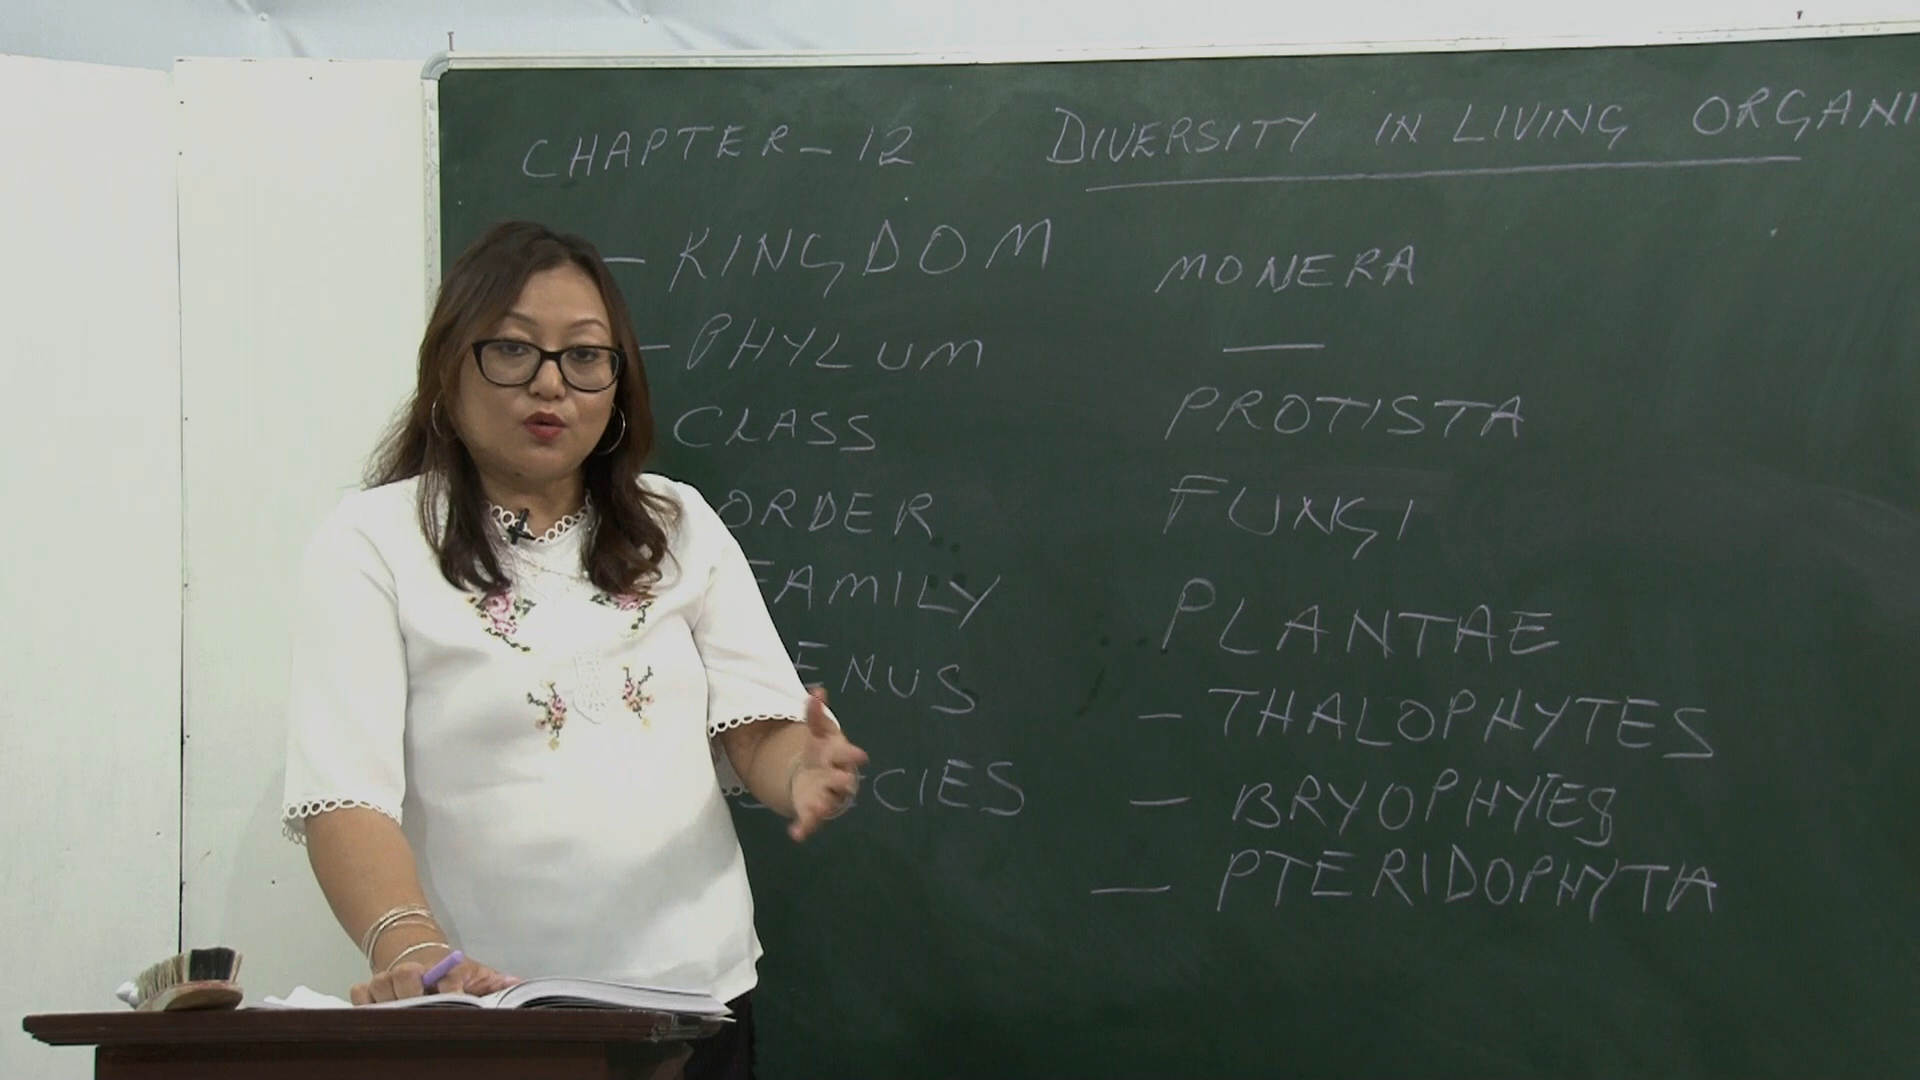 CHAPTER-12 DIVERSITY IN LIVING ORGANI
- KINGDOM
- PHYLUM
CLASS
ORDER
FAMILY
ENUS
ECIES
MONERA
—
PROTISTA
FUNGI
PLANTAE
- THALOPHYTES
- BRYOPHYTES
- PTERIDOPHYTA